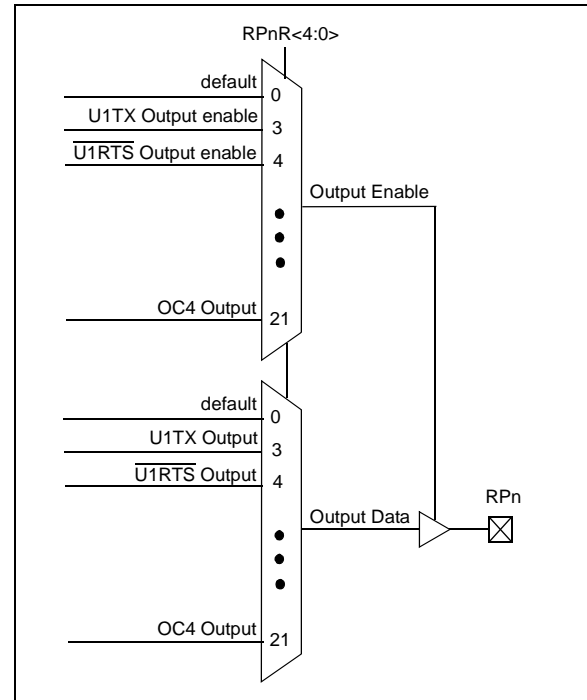 RPnR<4:0>
default
0
U1TX Output enable
3
U1RTS Output enable
4
Output Enable
OC4 Output
21
default
0
U1TX Output
3
U1RTS Output
4
RPn
Output Data
OC4 Output
21